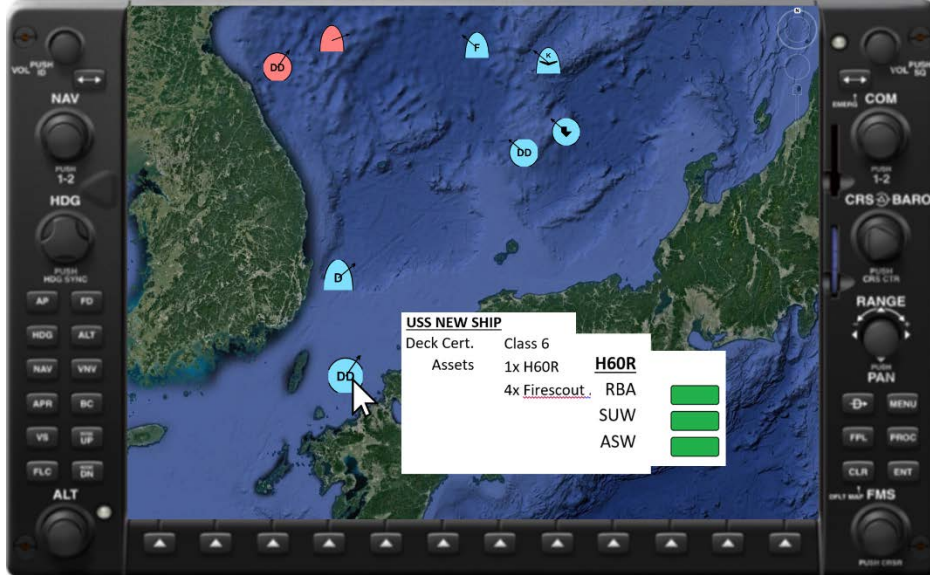 VOL PUSH ID
NAV
PUSH
1-2
HDG
PUSH
HDG SYNC
AP FD
HDG ALT
NAV VNV
APR BC
VS NOSE UP
FLC NOSE DN
ALT
DD
F
K
DD
D
DD
N
USS NEW SHIP
Deck Cert. Class 6
Assets 1x H60R
4x Firescout .
H60R
RBA
SUW
ASW
VOL PUSH SQ
EMERG COM
PUSH
1-2
CRS BARO
PUSH
CRS CTR
RANGE
PUSH
PAN
D MENU
FPL PROC
CLR ENT
DFLT MAP FMS
PUSH CRSR